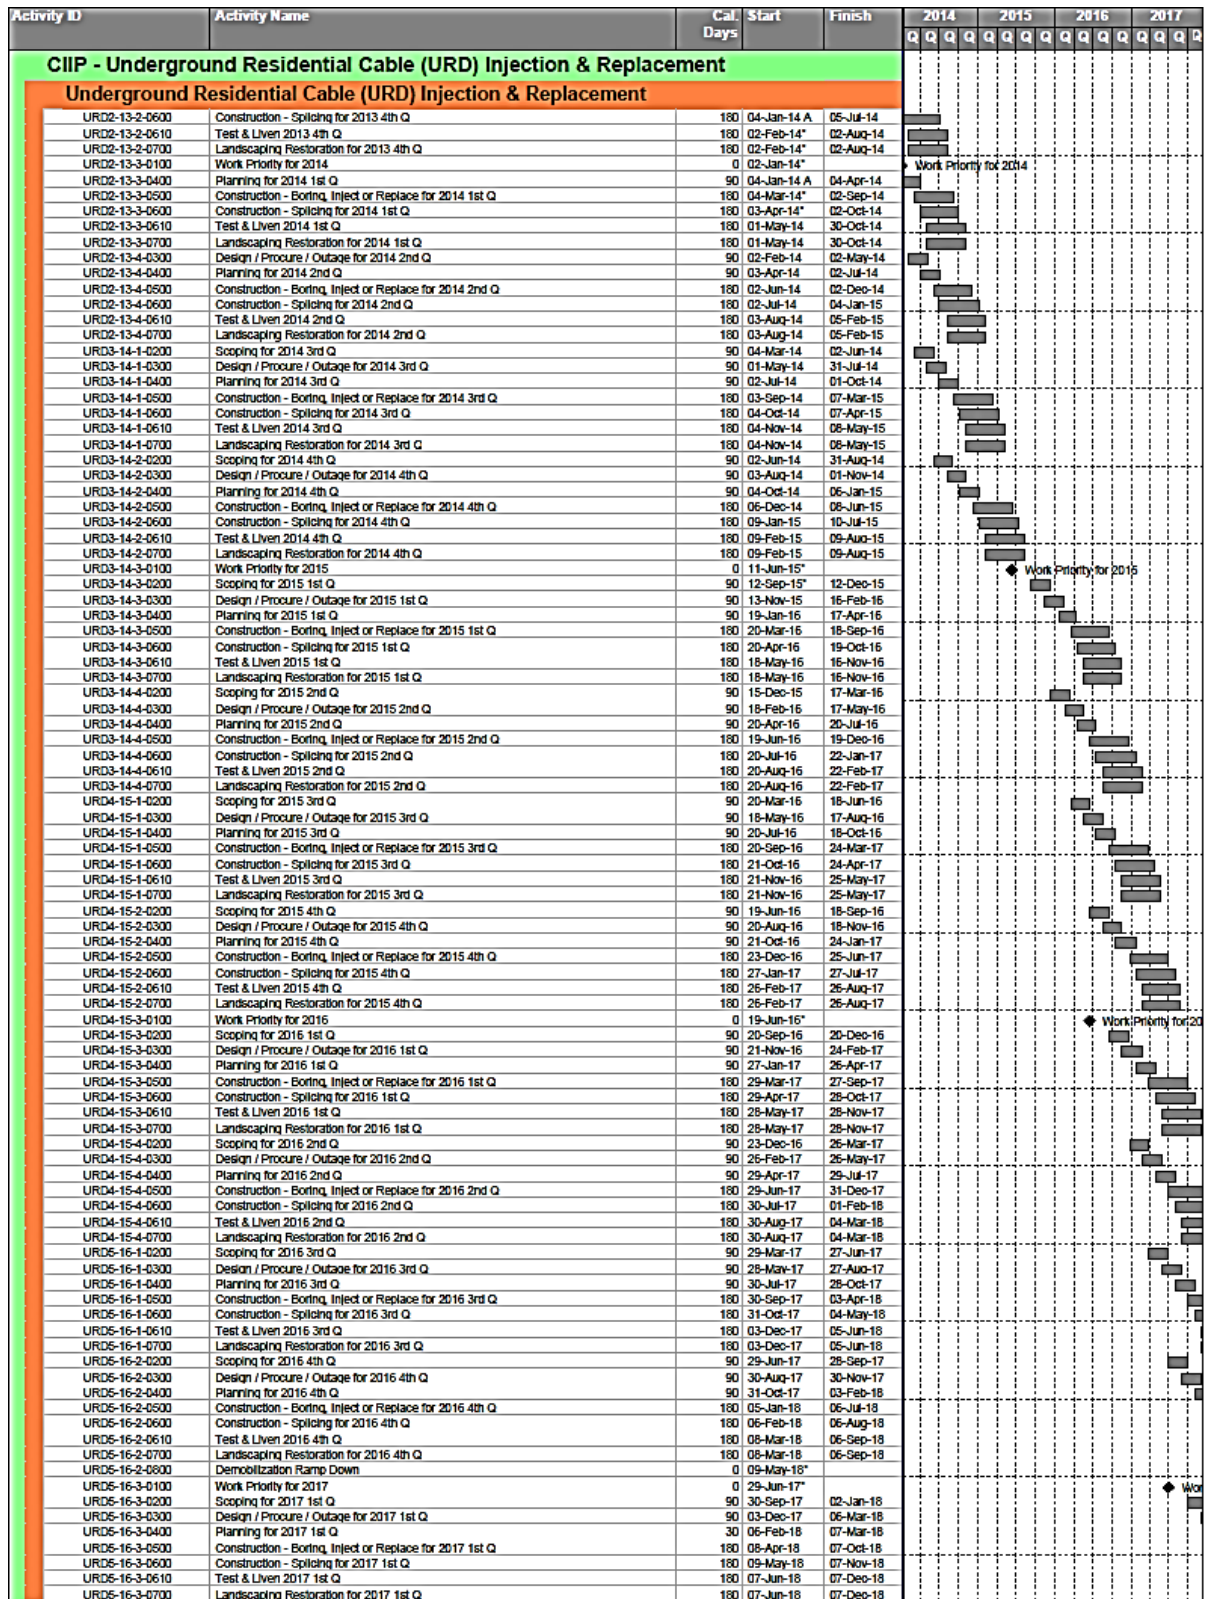 Activity ID Activity Name Cal. Days Start Finish 2014 2015 2016 2017
Q Q Q Q Q Q Q Q Q Q Q Q Q Q Q Q
CIIP - Underground Residential Cable (URD) Injection & Replacement
Underground Residential Cable (URD) Injection & Replacement
URD2-13-2-0600 Construction - Splicing for 2013 4th Q 180 04-Jan-14 A 05-Jul-14
URD2-13-2-0610 Test & Liven 2013 4th Q 180 02-Feb-14* 02-Aug-14
URD2-13-2-0700 Landscaping Restoration for 2013 4th Q 180 02-Feb-14* 02-Aug-14
URD2-13-3-0100 Work Priority for 2014 0 02-Jan-14* Work Priority for 2014
URD2-13-3-0400 Planning for 2014 1st Q 90 04-Jan-14 A 04-Apr-14
URD2-13-3-0500 Construction - Boring, Inject or Replace for 2014 1st Q 180 04-Mar-14* 02-Sep-14
URD2-13-3-0600 Construction - Splicing for 2014 1st Q 180 03-Apr-14* 02-Oct-14
URD2-13-3-0610 Test & Liven 2014 1st Q 180 01-May-14 30-Oct-14
URD2-13-3-0700 Landscaping Restoration for 2014 1st Q 180 01-May-14 30-Oct-14
URD2-13-4-0300 Design / Procure / Outage for 2014 2nd Q 90 02-Feb-14 02-May-14
URD2-13-4-0400 Planning for 2014 2nd Q 90 03-Apr-14 02-Jul-14
URD2-13-4-0500 Construction - Boring, Inject or Replace for 2014 2nd Q 180 02-Jun-14 02-Dec-14
URD2-13-4-0600 Construction - Splicing for 2014 2nd Q 180 02-Jul-14 04-Jan-15
URD2-13-4-0610 Test & Liven 2014 2nd Q 180 03-Aug-14 05-Feb-15
URD2-13-4-0700 Landscaping Restoration for 2014 2nd Q 180 03-Aug-14 05-Feb-15
URD3-14-1-0200 Scoping for 2014 3rd Q 90 04-Mar-14 02-Jun-14
URD3-14-1-0300 Design / Procure / Outage for 2014 3rd Q 90 01-May-14 31-Jul-14
URD3-14-1-0400 Planning for 2014 3rd Q 90 02-Jul-14 01-Oct-14
URD3-14-1-0500 Construction - Boring, Inject or Replace for 2014 3rd Q 180 03-Sep-14 07-Mar-15
URD3-14-1-0600 Construction - Splicing for 2014 3rd Q 180 04-Oct-14 07-Apr-15
URD3-14-1-0610 Test & Liven 2014 3rd Q 180 04-Nov-14 08-May-15
URD3-14-1-0700 Landscaping Restoration for 2014 3rd Q 180 04-Nov-14 08-May-15
URD3-14-2-0200 Scoping for 2014 4th Q 90 02-Jun-14 31-Aug-14
URD3-14-2-0300 Design / Procure / Outage for 2014 4th Q 90 03-Aug-14 01-Nov-14
URD3-14-2-0400 Planning for 2014 4th Q 90 04-Oct-14 06-Jan-15
URD3-14-2-0500 Construction - Boring, Inject or Replace for 2014 4th Q 180 06-Dec-14 08-Jun-15
URD3-14-2-0600 Construction - Splicing for 2014 4th Q 180 09-Jan-15 10-Jul-15
URD3-14-2-0610 Test & Liven 2014 4th Q 180 09-Feb-15 09-Aug-15
URD3-14-2-0700 Landscaping Restoration for 2014 4th Q 180 09-Feb-15 09-Aug-15
URD3-14-3-0100 Work Priority for 2015 0 11-Jun-15* Work Priority for 2015
URD3-14-3-0200 Scoping for 2015 1st Q 90 12-Sep-15* 12-Dec-15
URD3-14-3-0300 Design / Procure / Outage for 2015 1st Q 90 13-Nov-15 16-Feb-16
URD3-14-3-0400 Planning for 2015 1st Q 90 19-Jan-16 17-Apr-16
URD3-14-3-0500 Construction - Boring, Inject or Replace for 2015 1st Q 180 20-Mar-16 18-Sep-16
URD3-14-3-0600 Construction - Splicing for 2015 1st Q 180 20-Apr-16 19-Oct-16
URD3-14-3-0610 Test & Liven 2015 1st Q 180 18-May-16 16-Nov-16
URD3-14-3-0700 Landscaping Restoration for 2015 1st Q 180 18-May-16 16-Nov-16
URD3-14-4-0200 Scoping for 2015 2nd Q 90 15-Dec-15 17-Mar-16
URD3-14-4-0300 Design / Procure / Outage for 2015 2nd Q 90 18-Feb-16 17-May-16
URD3-14-4-0400 Planning for 2015 2nd Q 90 20-Apr-16 20-Jul-16
URD3-14-4-0500 Construction - Boring, Inject or Replace for 2015 2nd Q 180 19-Jun-16 19-Dec-16
URD3-14-4-0600 Construction - Splicing for 2015 2nd Q 180 20-Jul-16 22-Jan-17
URD3-14-4-0610 Test & Liven 2015 2nd Q 180 20-Aug-16 22-Feb-17
URD3-14-4-0700 Landscaping Restoration for 2015 2nd Q 180 20-Aug-16 22-Feb-17
URD4-15-1-0200 Scoping for 2015 3rd Q 90 20-Mar-16 18-Jun-16
URD4-15-1-0300 Design / Procure / Outage for 2015 3rd Q 90 18-May-16 17-Aug-16
URD4-15-1-0400 Planning for 2015 3rd Q 90 20-Jul-16 18-Oct-16
URD4-15-1-0500 Construction - Boring, Inject or Replace for 2015 3rd Q 180 20-Sep-16 24-Mar-17
URD4-15-1-0600 Construction - Splicing for 2015 3rd Q 180 21-Oct-16 24-Apr-17
URD4-15-1-0610 Test & Liven 2015 3rd Q 180 21-Nov-16 25-May-17
URD4-15-1-0700 Landscaping Restoration for 2015 3rd Q 180 21-Nov-16 25-May-17
URD4-15-2-0200 Scoping for 2015 4th Q 90 19-Jun-16 18-Sep-16
URD4-15-2-0300 Design / Procure / Outage for 2015 4th Q 90 20-Aug-16 18-Nov-16
URD4-15-2-0400 Planning for 2015 4th Q 90 21-Oct-16 24-Jan-17
URD4-15-2-0500 Construction - Boring, Inject or Replace for 2015 4th Q 180 23-Dec-16 25-Jun-17
URD4-15-2-0600 Construction - Splicing for 2015 4th Q 180 27-Jan-17 27-Jul-17
URD4-15-2-0610 Test & Liven 2015 4th Q 180 26-Feb-17 26-Aug-17
URD4-15-2-0700 Landscaping Restoration for 2015 4th Q 180 26-Feb-17 26-Aug-17
URD4-15-3-0100 Work Priority for 2016 0 19-Jun-16* Work Priority for 20
URD4-15-3-0200 Scoping for 2016 1st Q 90 20-Sep-16 20-Dec-16
URD4-15-3-0300 Design / Procure / Outage for 2016 1st Q 90 21-Nov-16 24-Feb-17
URD4-15-3-0400 Planning for 2016 1st Q 90 27-Jan-17 26-Apr-17
URD4-15-3-0500 Construction - Boring, Inject or Replace for 2016 1st Q 180 29-Mar-17 27-Sep-17
URD4-15-3-0600 Construction - Splicing for 2016 1st Q 180 29-Apr-17 28-Oct-17
URD4-15-3-0610 Test & Liven 2016 1st Q 180 28-May-17 28-Nov-17
URD4-15-3-0700 Landscaping Restoration for 2016 1st Q 180 28-May-17 28-Nov-17
URD4-15-4-0200 Scoping for 2016 2nd Q 90 23-Dec-16 26-Mar-17
URD4-15-4-0300 Design / Procure / Outage for 2016 2nd Q 90 26-Feb-17 26-May-17
URD4-15-4-0400 Planning for 2016 2nd Q 90 29-Apr-17 29-Jul-17
URD4-15-4-0500 Construction - Boring, Inject or Replace for 2016 2nd Q 180 29-Jun-17 31-Dec-17
URD4-15-4-0600 Construction - Splicing for 2016 2nd Q 180 30-Jul-17 01-Feb-18
URD4-15-4-0610 Test & Liven 2016 2nd Q 180 30-Aug-17 04-Mar-18
URD4-15-4-0700 Landscaping Restoration for 2016 2nd Q 180 30-Aug-17 04-Mar-18
URD5-16-1-0200 Scoping for 2016 3rd Q 90 29-Mar-17 27-Jun-17
URD5-16-1-0300 Design / Procure / Outage for 2016 3rd Q 90 28-May-17 27-Aug-17
URD5-16-1-0400 Planning for 2016 3rd Q 90 30-Jul-17 28-Oct-17
URD5-16-1-0500 Construction - Boring, Inject or Replace for 2016 3rd Q 180 30-Sep-17 03-Apr-18
URD5-16-1-0600 Construction - Splicing for 2016 3rd Q 180 31-Oct-17 04-May-18
URD5-16-1-0610 Test & Liven 2016 3rd Q 180 03-Dec-17 05-Jun-18
URD5-16-1-0700 Landscaping Restoration for 2016 3rd Q 180 03-Dec-17 05-Jun-18
URD5-16-2-0200 Scoping for 2016 4th Q 90 29-Jun-17 28-Sep-17
URD5-16-2-0300 Design / Procure / Outage for 2016 4th Q 90 30-Aug-17 30-Nov-17
URD5-16-2-0400 Planning for 2016 4th Q 90 31-Oct-17 03-Feb-18
URD5-16-2-0500 Construction - Boring, Inject or Replace for 2016 4th Q 180 05-Jan-18 06-Jul-18
URD5-16-2-0600 Construction - Splicing for 2016 4th Q 180 06-Feb-18 06-Aug-18
URD5-16-2-0610 Test & Liven 2016 4th Q 180 08-Mar-18 06-Sep-18
URD5-16-2-0700 Landscaping Restoration for 2016 4th Q 180 08-Mar-18 06-Sep-18
URD5-16-2-0800 Demobilization Ramp Down 0 09-May-18*
URD5-16-3-0100 Work Priority for 2017 0 29-Jun-17* Wor
URD5-16-3-0200 Scoping for 2017 1st Q 90 30-Sep-17 02-Jan-18
URD5-16-3-0300 Design / Procure / Outage for 2017 1st Q 90 03-Dec-17 06-Mar-18
URD5-16-3-0400 Planning for 2017 1st Q 30 06-Feb-18 07-Mar-18
URD5-16-3-0500 Construction - Boring, Inject or Replace for 2017 1st Q 180 08-Apr-18 07-Oct-18
URD5-16-3-0600 Construction - Splicing for 2017 1st Q 180 09-May-18 07-Nov-18
URD5-16-3-0610 Test & Liven 2017 1st Q 180 07-Jun-18 07-Dec-18
URD5-16-3-0700 Landscaping Restoration for 2017 1st Q 180 07-Jun-18 07-Dec-18